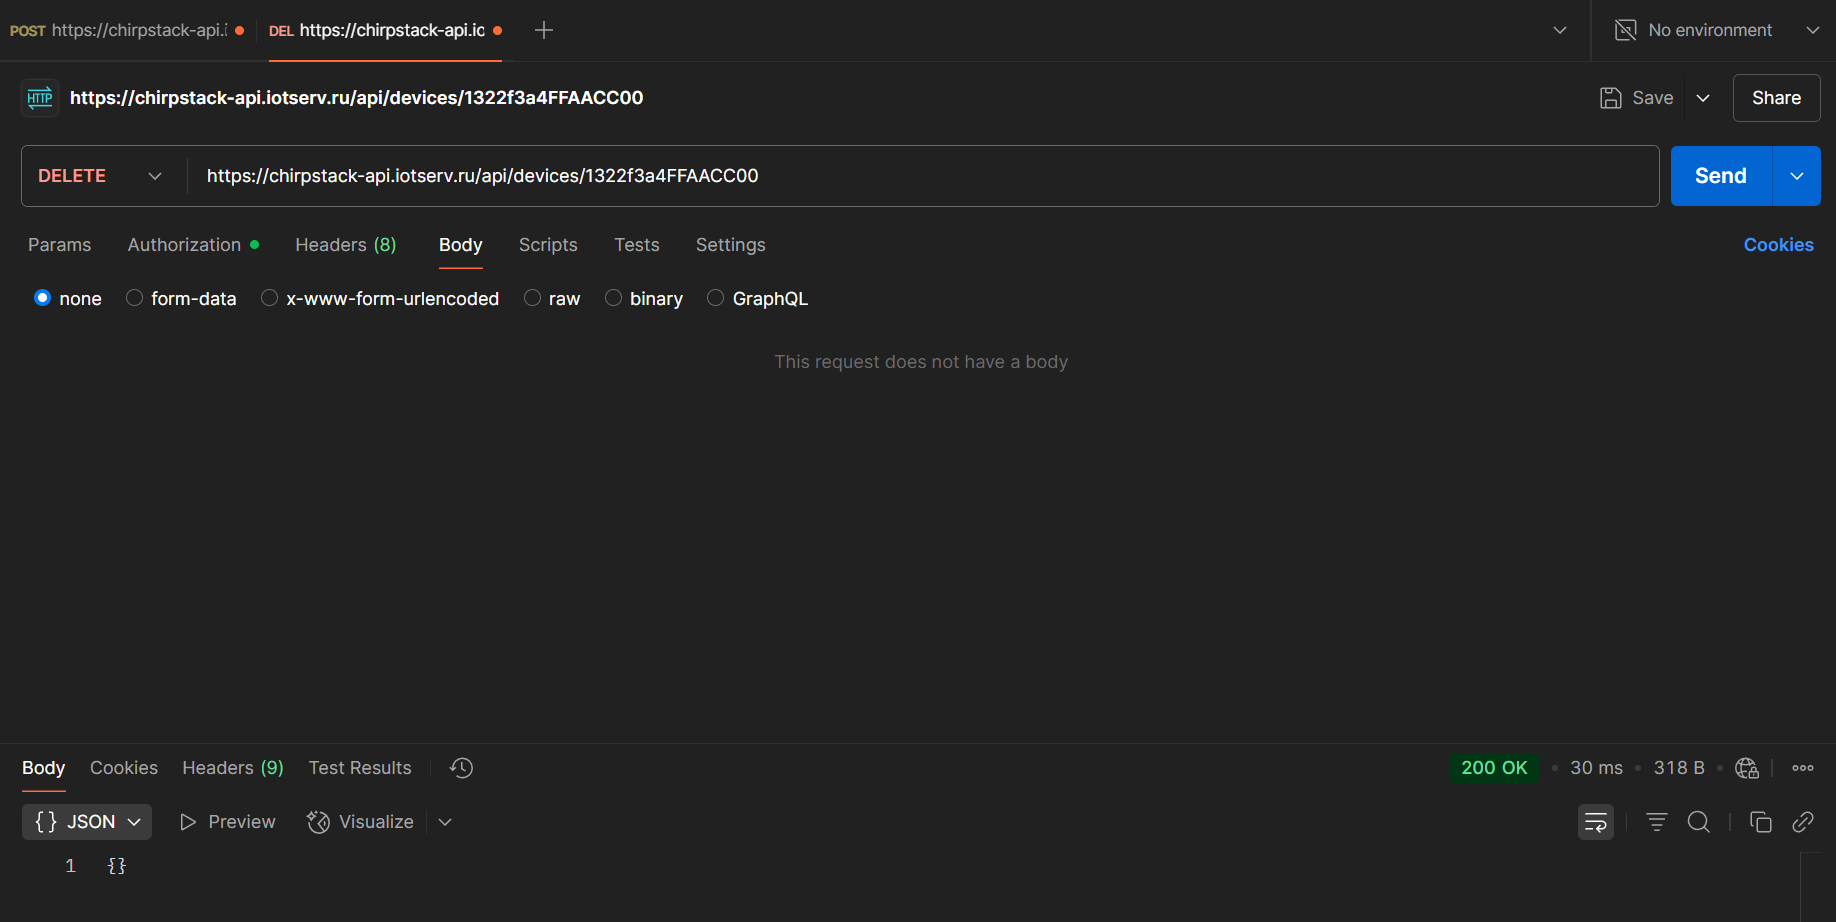 POST https://chirpstack-api.i DEL https://chirpstack-api.io No environment
HTTP https://chirpstack-api.iotserv.ru/api/devices/1322f3a4FFAACC00 Save Share
DELETE https://chirpstack-api.iotserv.ru/api/devices/1322f3a4FFAACC00 Send
Params Authorization Headers (8) Body Scripts Tests Settings Cookies
none form-data x-www-form-urlencoded raw binary GraphQL
This request does not have a body
Body Cookies Headers (9) Test Results 200 OK • 30 ms • 318 B •
{} JSON Preview Visualize
1 {}